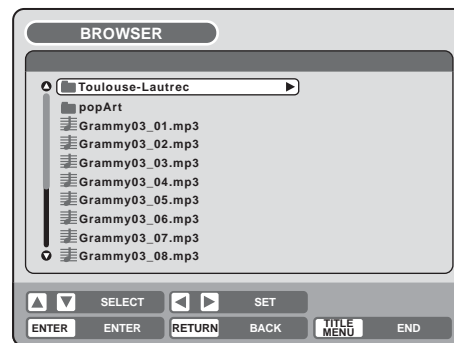 BROWSER
Toulouse-Lautrec
popArt
Grammy03_01.mp3
Grammy03_02.mp3
Grammy03_03.mp3
Grammy03_04.mp3
Grammy03_05.mp3
Grammy03_06.mp3
Grammy03_07.mp3
Grammy03_08.mp3
SELECT SET
ENTER ENTER RETURN BACK TITLE MENU END